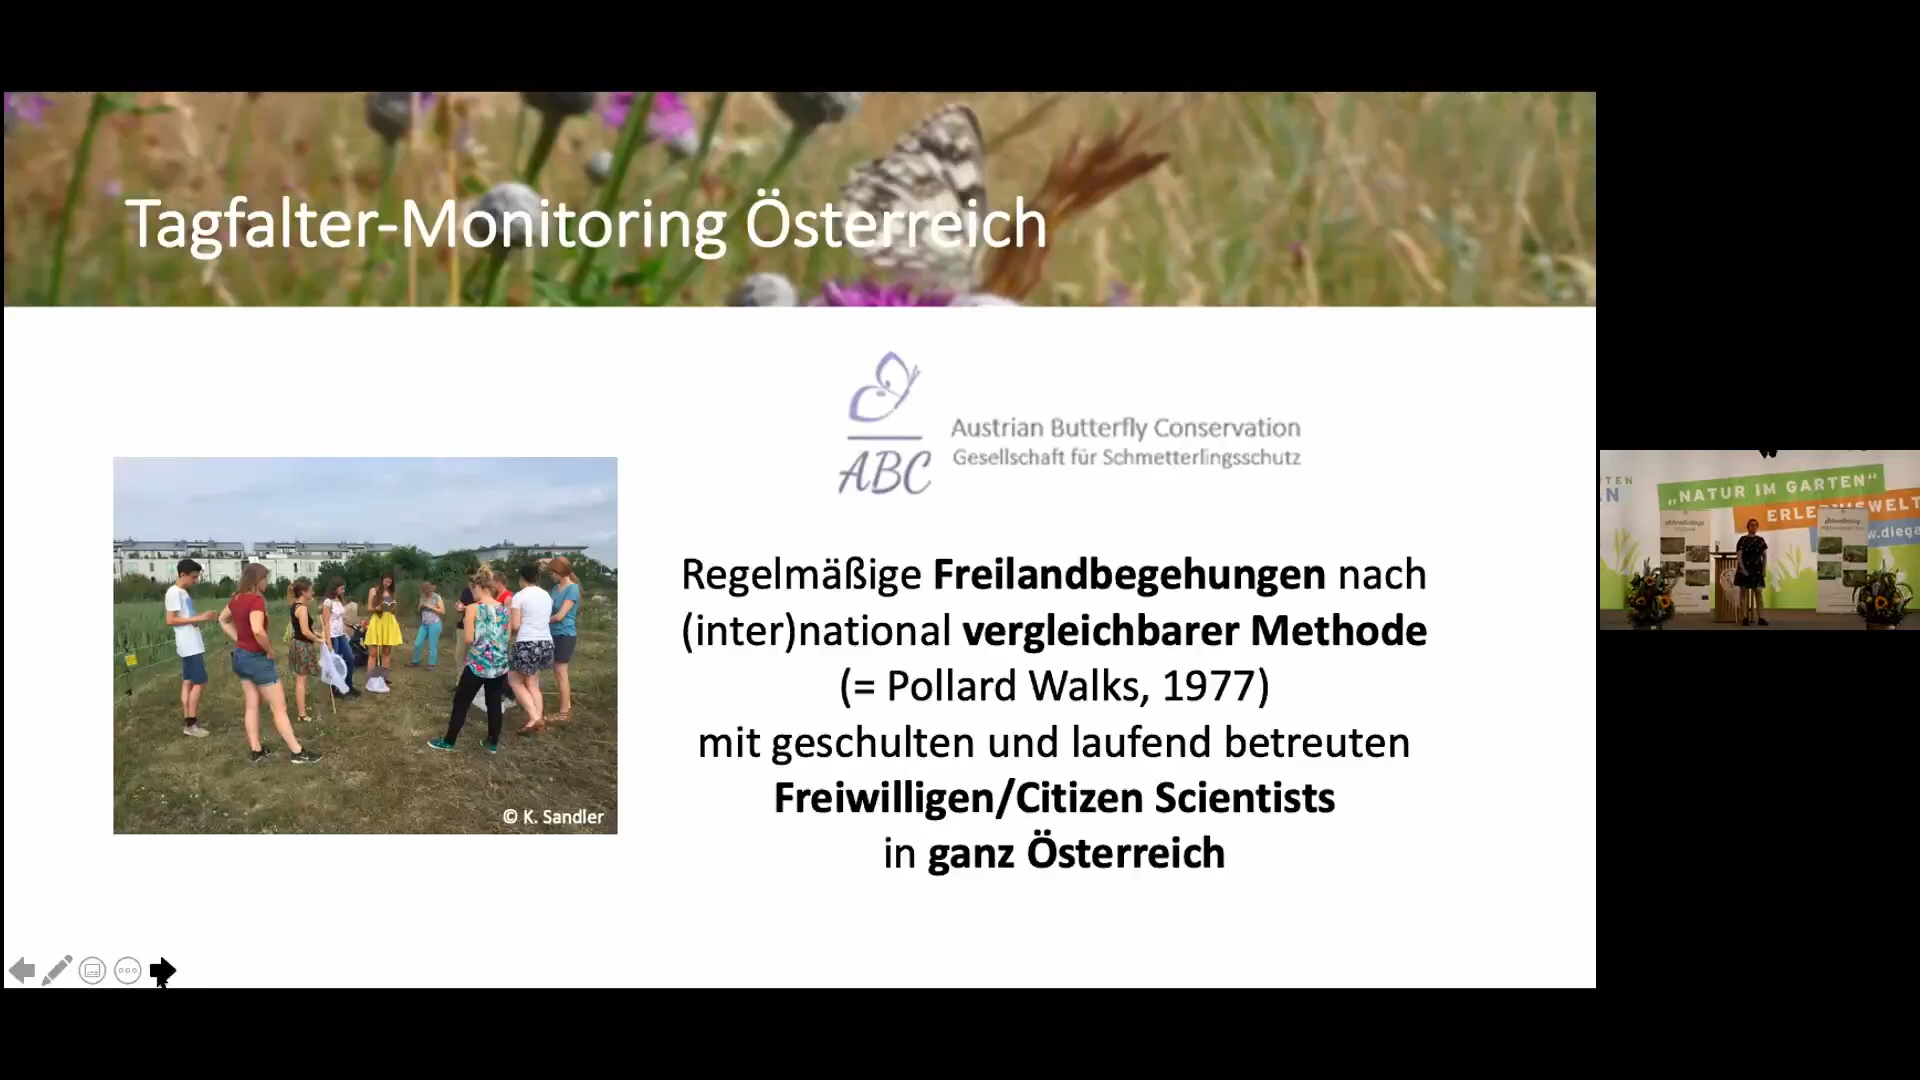 Tagfalter-Monitoring Österreich
ABC
Austrian Butterfly Conservation
Gesellschaft für Schmetterlingsschutz
Regelmäßige Freilandbegehungen nach
(inter)national vergleichbarer Methode
(= Pollard Walks, 1977)
mit geschulten und laufend betreuten
Freiwilligen/Citizen Scientists
in ganz Österreich
© K. Sandler
„NATUR IM GARTEN“